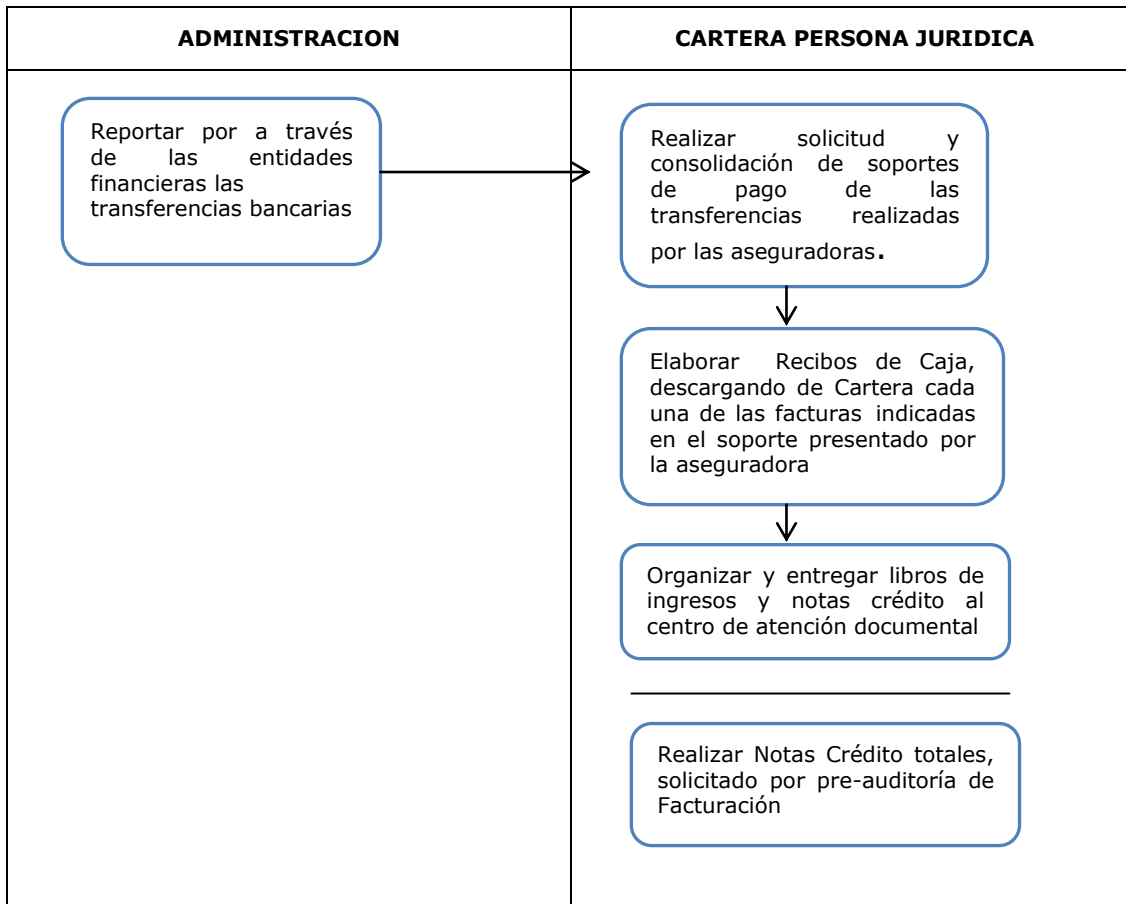 ADMINISTRACION
CARTERA PERSONA JURIDICA
Reportar por a través
de las entidades
financieras las
transferencias bancarias
Realizar solicitud y
consolidación de soportes
de pago de las
transferencias realizadas
por las aseguradoras.
Elaborar Recibos de Caja,
descargando de Cartera cada
una de las facturas indicadas
en el soporte presentado por
la aseguradora
Organizar y entregar libros de
ingresos y notas crédito al
centro de atención documental
Realizar Notas Crédito totales,
solicitado por pre-auditoría de
Facturación